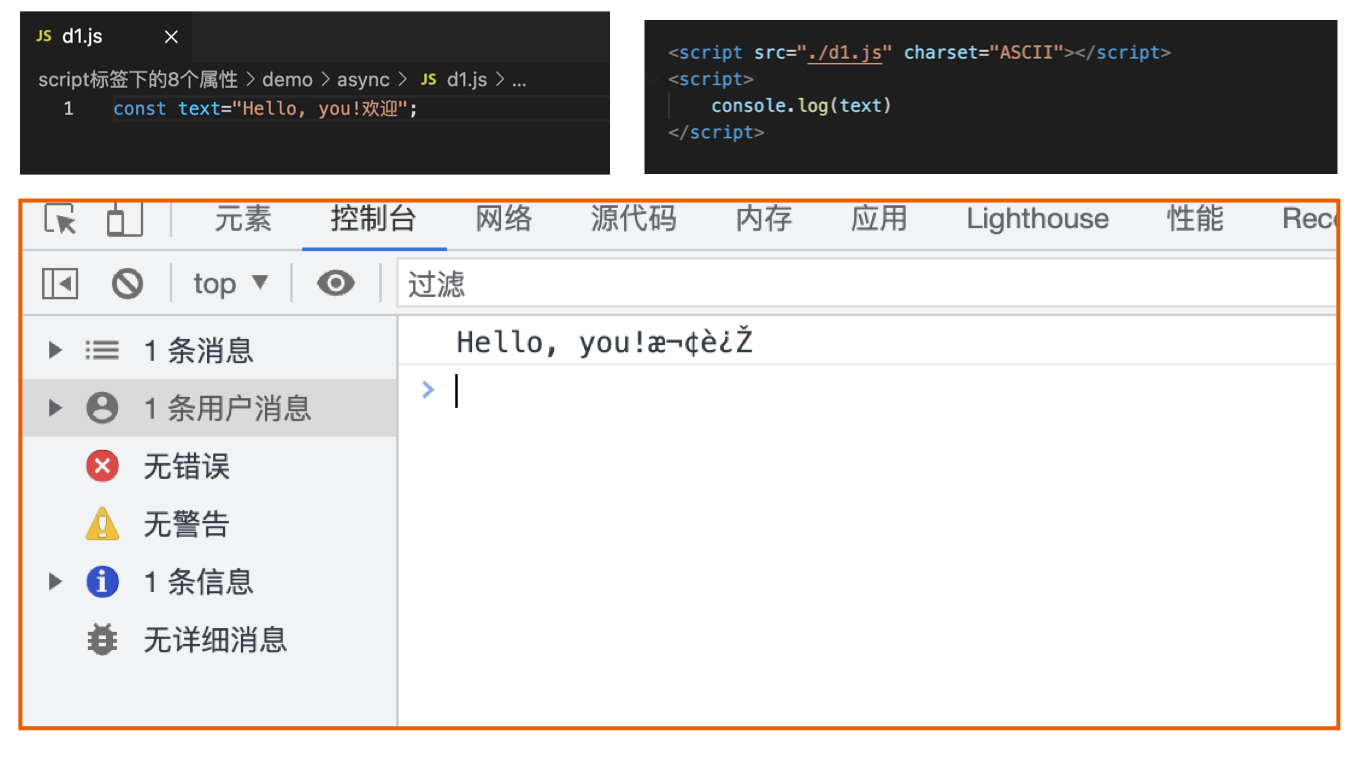 JS d1.js ×
script标签下的8个属性 > demo > async > JS d1.js > ...
1 const text="Hello, you!欢迎";
<script src="./d1.js" charset="ASCII"></script>
<script>
console.log(text)
</script>
元素 控制台 网络 源代码 内存 应用 Lighthouse 性能 Reco
top ▼ 过滤
1 条消息
1 条用户消息
无错误
无警告
1 条信息
无详细消息
Hello, you!æ¬¢è¿Ž
>